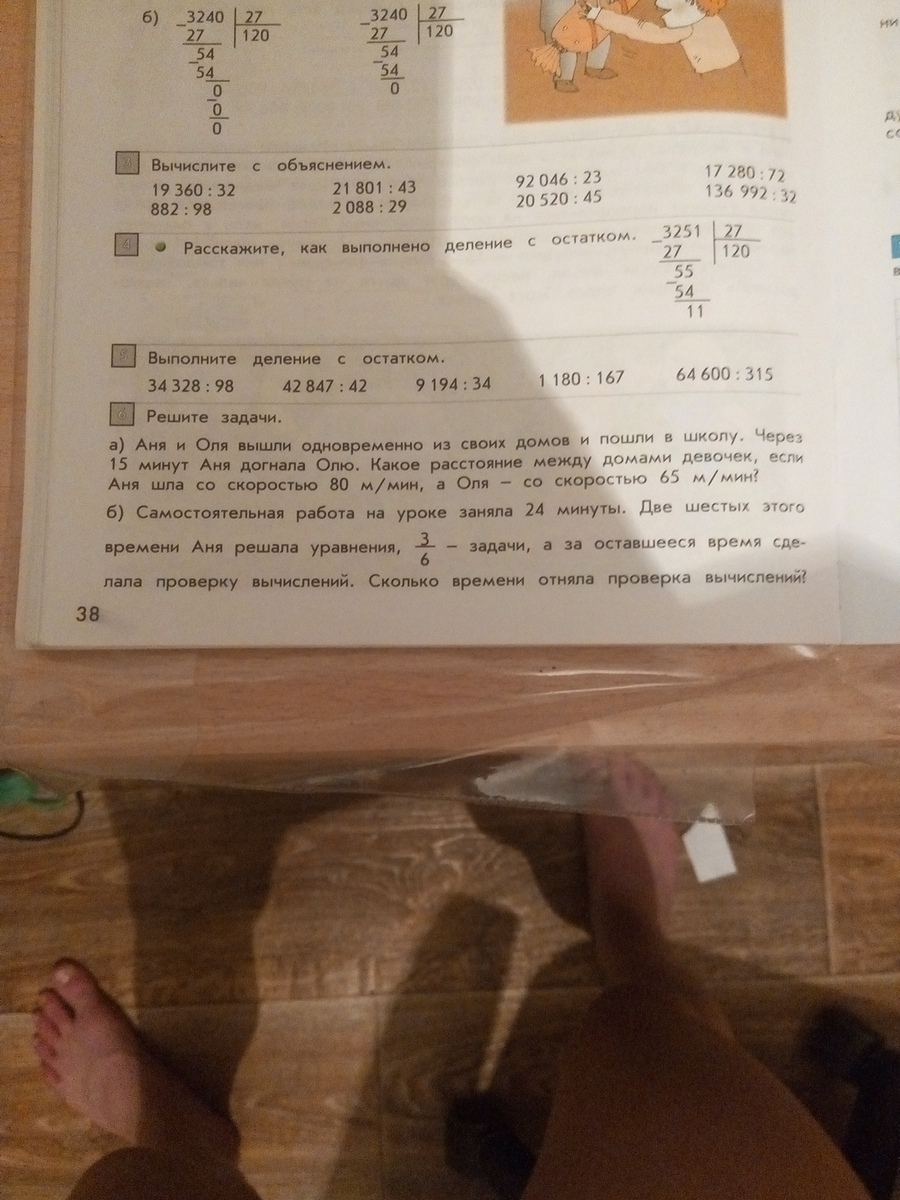 б) 3240 | 27    3240 | 27
27 | 120    27 | 120
54    54
54    54
0    0
0
0
3 Вычислите с объяснением.
19 360 : 32    21 801 : 43    92 046 : 23    17 280 : 72
882 : 98    2 088 : 29    20 520 : 45    136 992 : 32
4 Расскажите, как выполнено деление с остатком. 3251 | 27
27 | 120
55
54
11
5 Выполните деление с остатком.
34 328 : 98    42 847 : 42    9 194 : 34    1 180 : 167    64 600 : 315
6 Решите задачи.
а) Аня и Оля вышли одновременно из своих домов и пошли в школу. Через
15 минут Аня догнала Олю. Какое расстояние между домами девочек, если
Аня шла со скоростью 80 м/мин, а Оля – со скоростью 65 м/мин?
б) Самостоятельная работа на уроке заняла 24 минуты. Две шестых этого
времени Аня решала уравнения, 3/6 – задачи, а за оставшееся время сде-
лала проверку вычислений. Сколько времени отняла проверка вычислений?
38